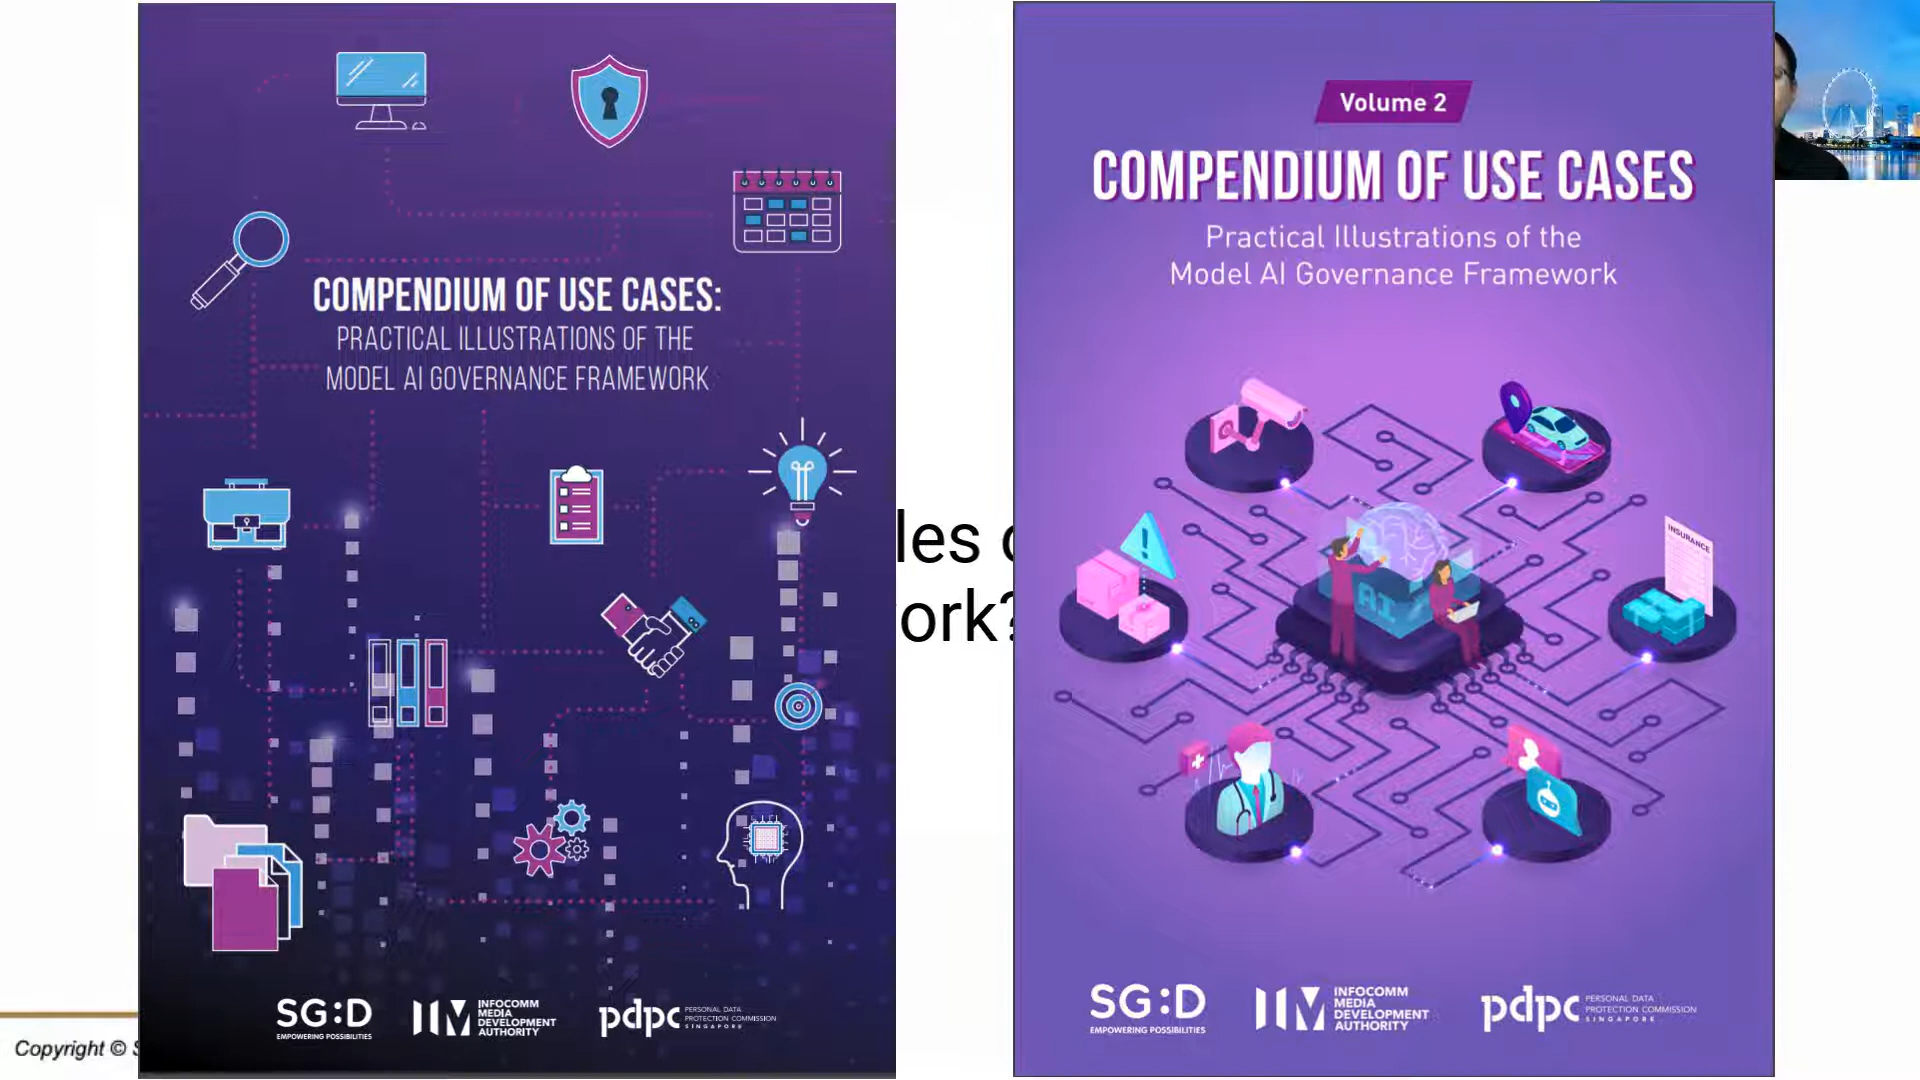 COMPENDIUM OF USE CASES:
PRACTICAL ILLUSTRATIONS OF THE
MODEL AI GOVERNANCE FRAMEWORK
SG:D
EMPOWERING POSSIBILITIES
INFOCOMM
MEDIA
DEVELOPMENT
AUTHORITY
pdpc
PERSONAL DATA
PROTECTION COMMISSION
SINGAPORE
les
ork?
Volume 2
COMPENDIUM OF USE CASES
Practical Illustrations of the
Model AI Governance Framework
INSURANCE
AI
SG:D
EMPOWERING POSSIBILITIES
INFOCOMM
MEDIA
DEVELOPMENT
AUTHORITY
pdpc
PERSONAL DATA
PROTECTION COMMISSION
SINGAPORE
Copyright ©